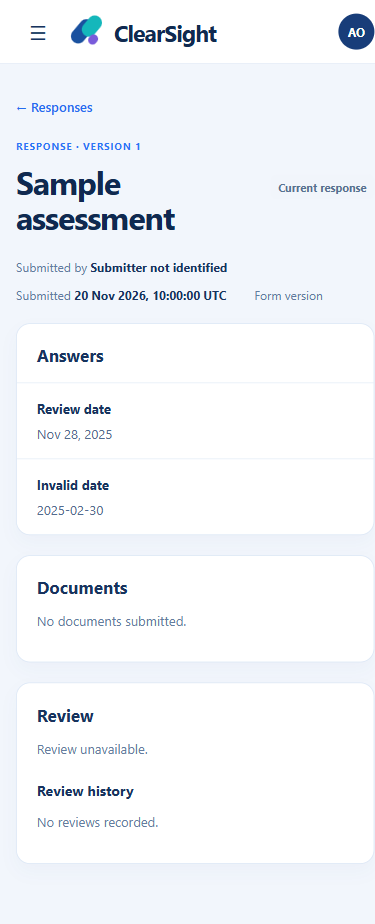 ☰ ClearSight AO
← Responses
RESPONSE · VERSION 1
Sample
assessment
Current response
Submitted by Submitter not identified
Submitted 20 Nov 2026, 10:00:00 UTC Form version
Answers
Review date
Nov 28, 2025
Invalid date
2025-02-30
Documents
No documents submitted.
Review
Review unavailable.
Review history
No reviews recorded.